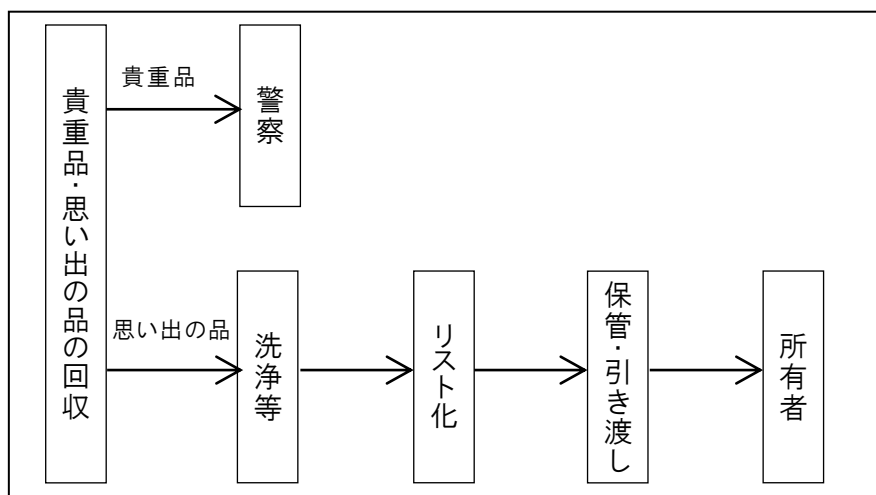 貴重品・思い出の品の回収
貴重品
警察
思い出の品
洗浄等
リスト化
保管・引き渡し
所有者